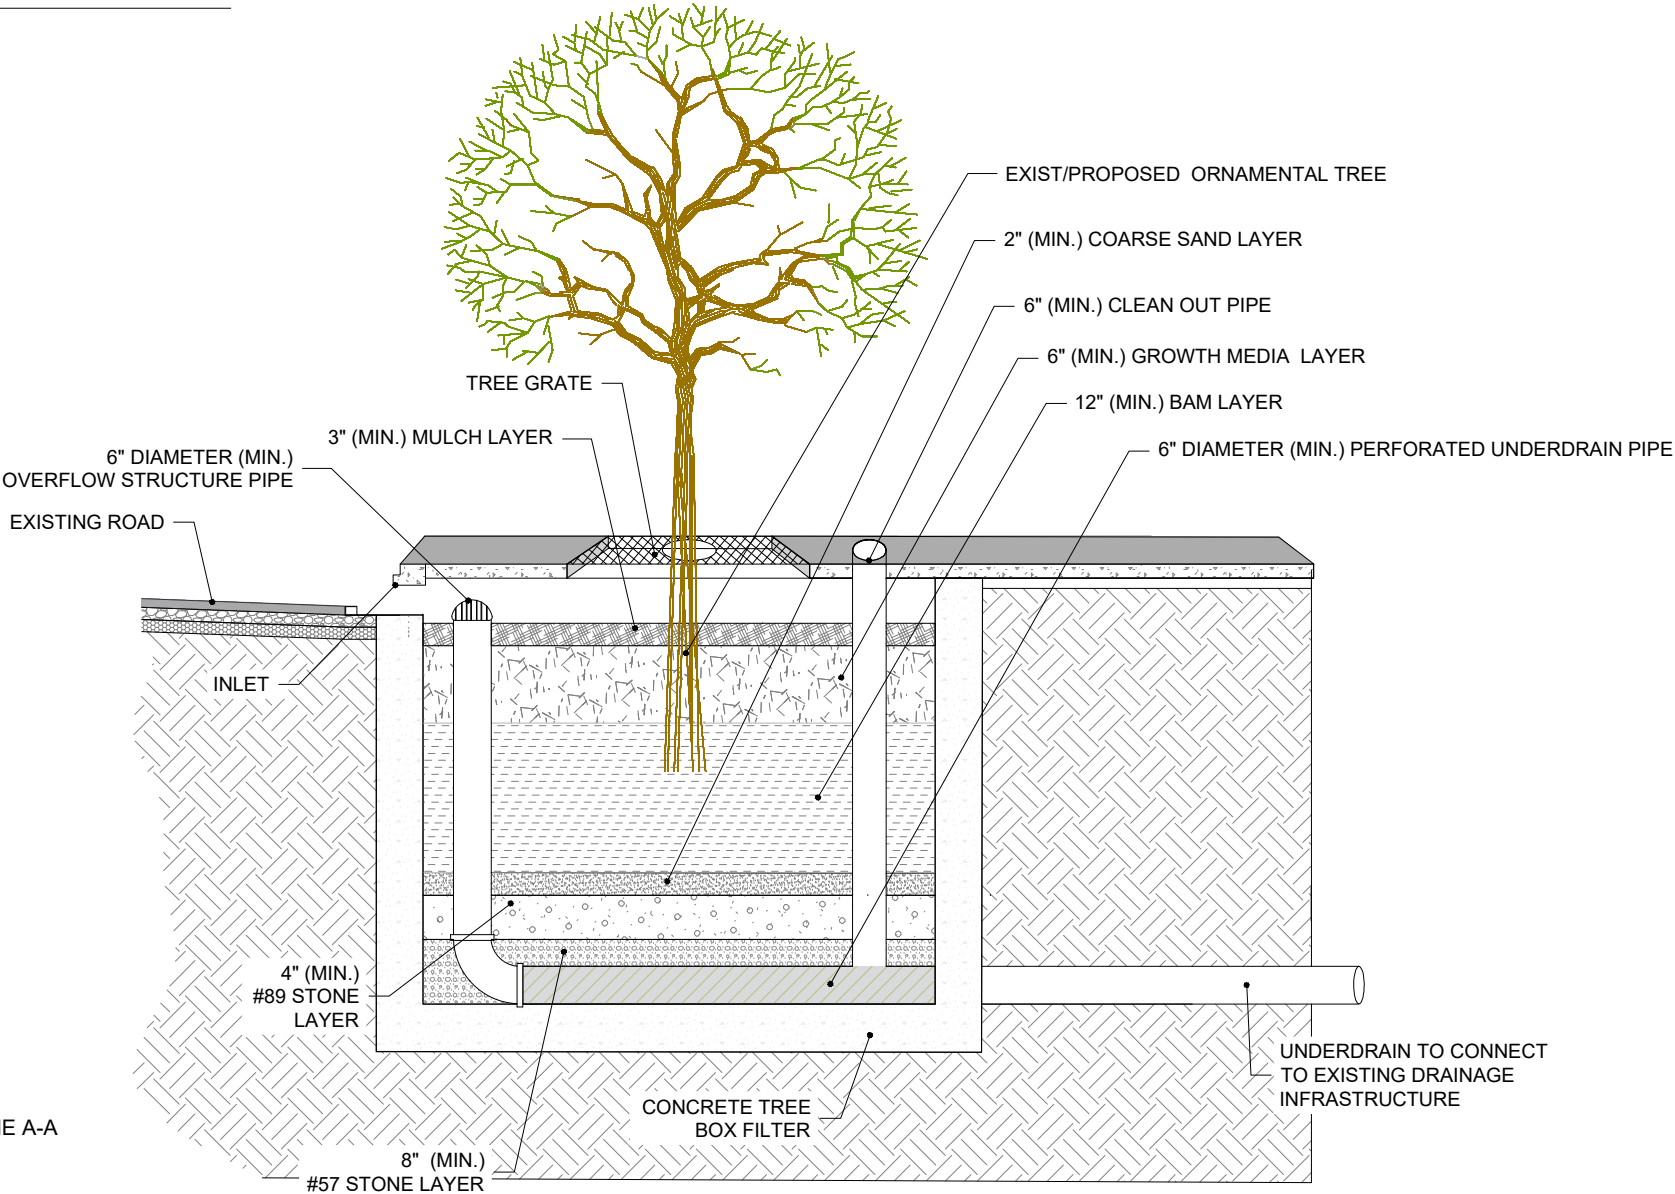 EXIST/PROPOSED ORNAMENTAL TREE
2" (MIN.) COARSE SAND LAYER
6" (MIN.) CLEAN OUT PIPE
6" (MIN.) GROWTH MEDIA LAYER
TREE GRATE
12" (MIN.) BAM LAYER
3" (MIN.) MULCH LAYER
6" DIAMETER (MIN.) PERFORATED UNDERDRAIN PIPE
6" DIAMETER (MIN.)
OVERFLOW STRUCTURE PIPE
EXISTING ROAD
INLET
4" (MIN.)
#89 STONE
LAYER
UNDERDRAIN TO CONNECT
TO EXISTING DRAINAGE
INFRASTRUCTURE
CONCRETE TREE
BOX FILTER
A-A
8" (MIN.)
#57 STONE LAYER